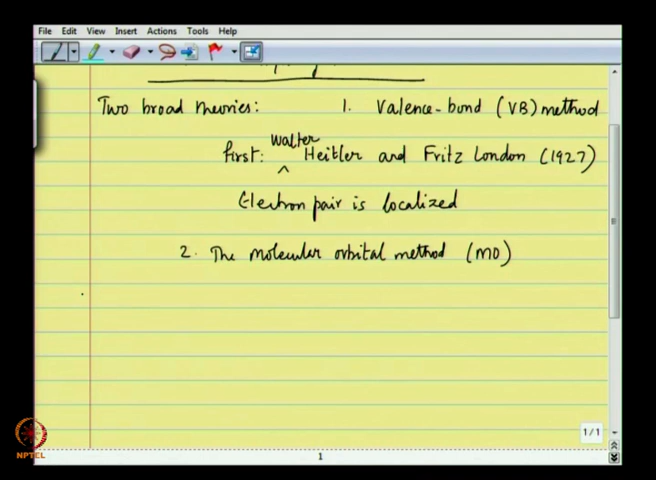 File Edit View Insert Actions Tools Help
Two broad theories: 1. Valence-bond (VB) method
Walter
first: ^ Heitler and Fritz London (1927)
Electron pair is localized
2. The molecular orbital method (MO)
1/1
NPTEL
1